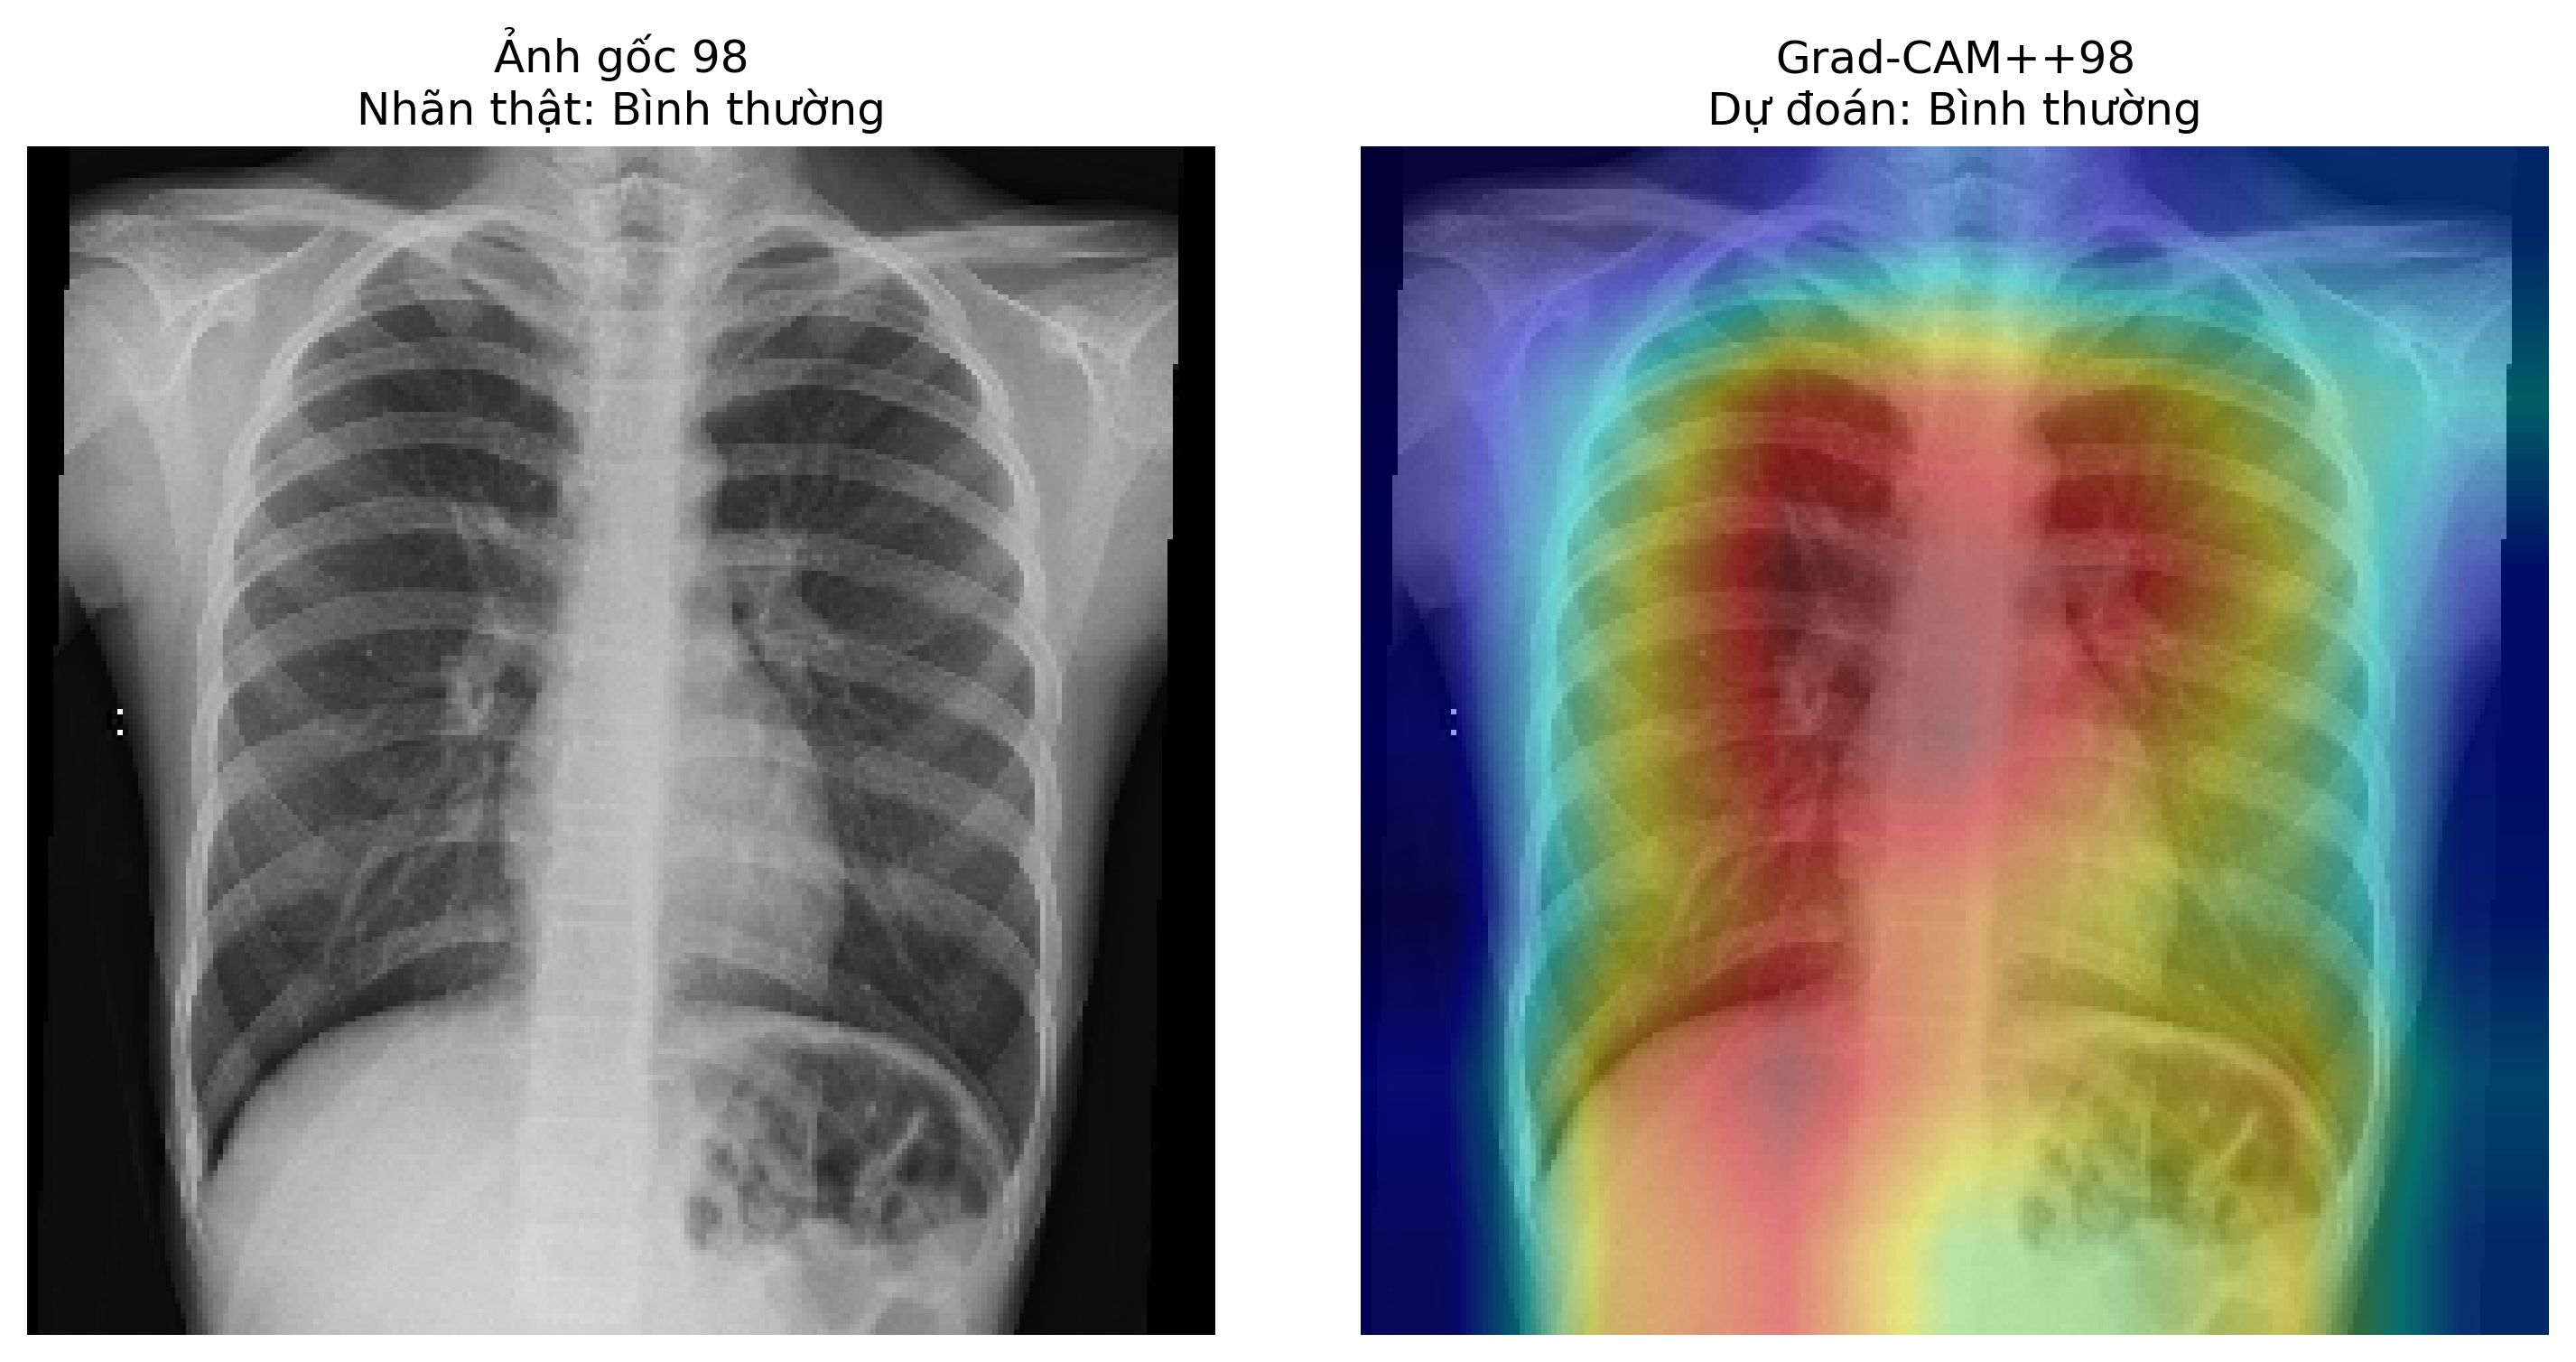 Ảnh gốc 98
Nhãn thật: Bình thường
Grad-CAM++98
Dự đoán: Bình thường